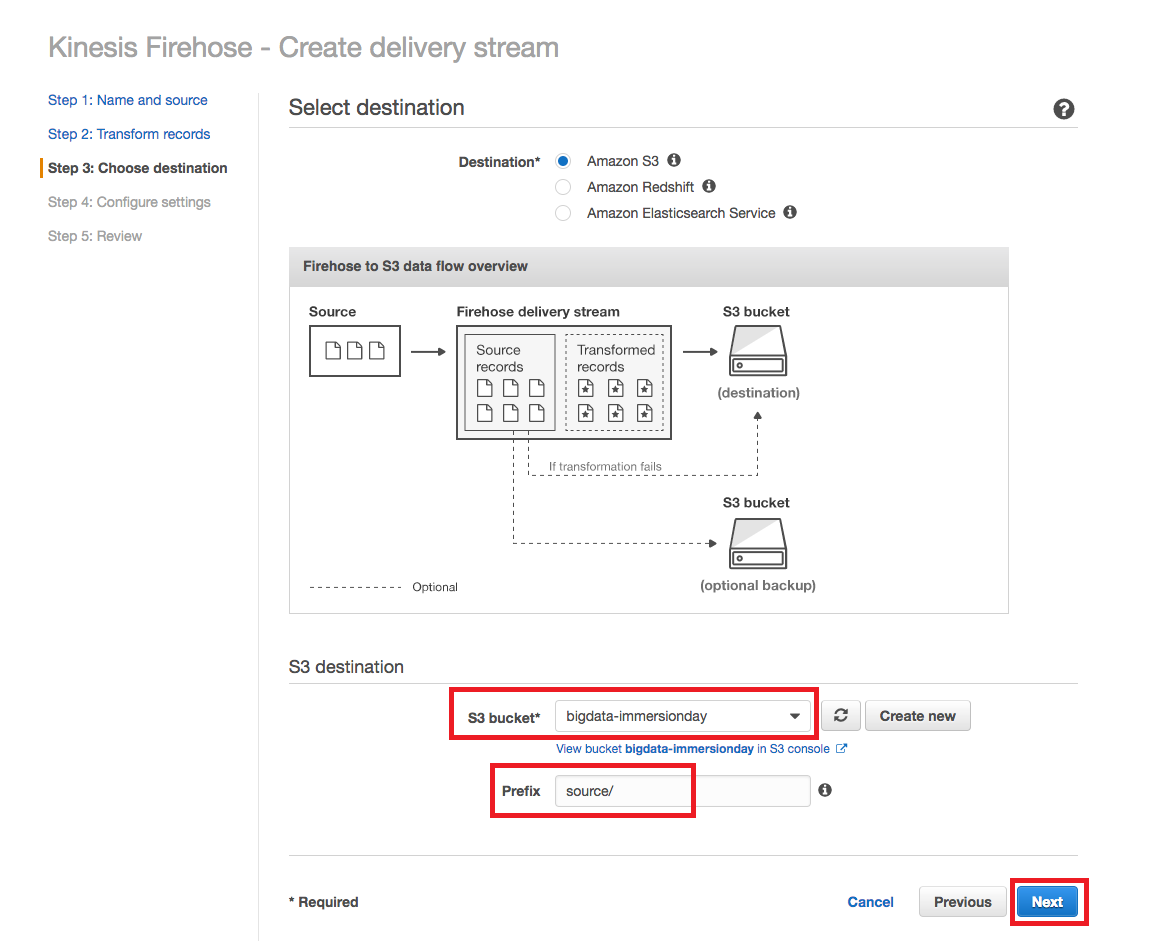 Kinesis Firehose - Create delivery stream
Step 1: Name and source
Step 2: Transform records
Step 3: Choose destination
Step 4: Configure settings
Step 5: Review
Select destination
?
Destination*
Amazon S3 i
Amazon Redshift i
Amazon Elasticsearch Service i
Firehose to S3 data flow overview
Source
Firehose delivery stream
S3 bucket
Source
records
Transformed
records
(destination)
If transformation fails
S3 bucket
(optional backup)
Optional
S3 destination
S3 bucket* bigdata-immersionday
Create new
View bucket bigdata-immersionday in S3 console
Prefix source/ i
* Required
Cancel
Previous
Next